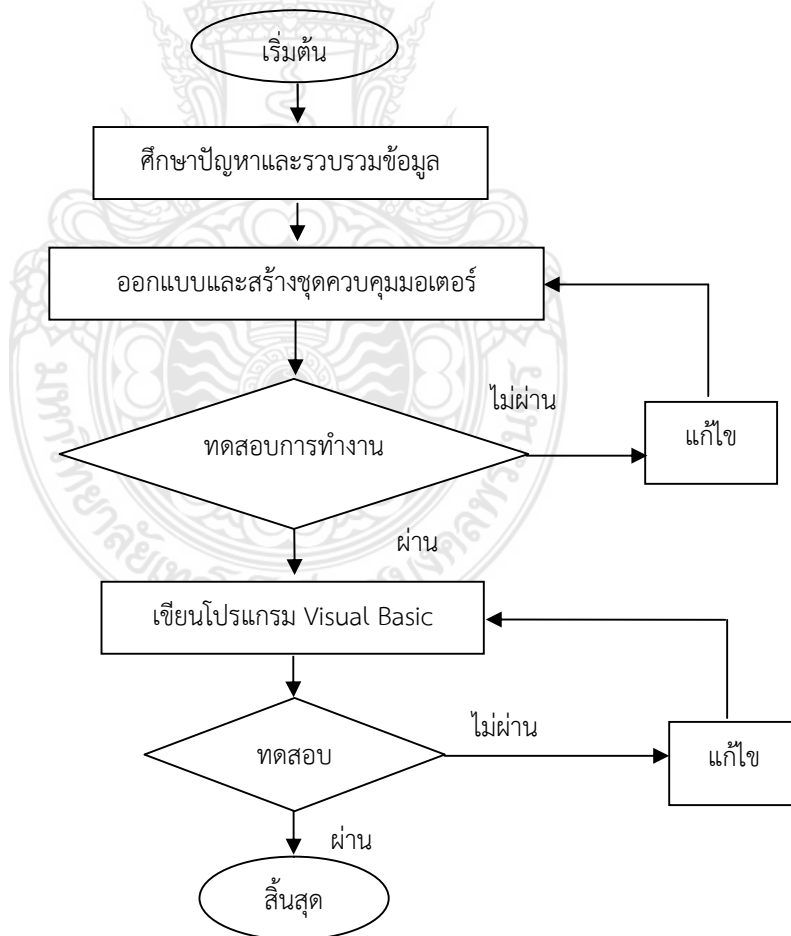 เริ่มต้น
ศึกษาปัญหาและรวบรวมข้อมูล
ออกแบบและสร้างชุดควบคุมมอเตอร์
ไม่ผ่าน
ทดสอบการทำงาน
แก้ไข
ผ่าน
เขียนโปรแกรม Visual Basic
ไม่ผ่าน
ทดสอบ
แก้ไข
ผ่าน
สิ้นสุด